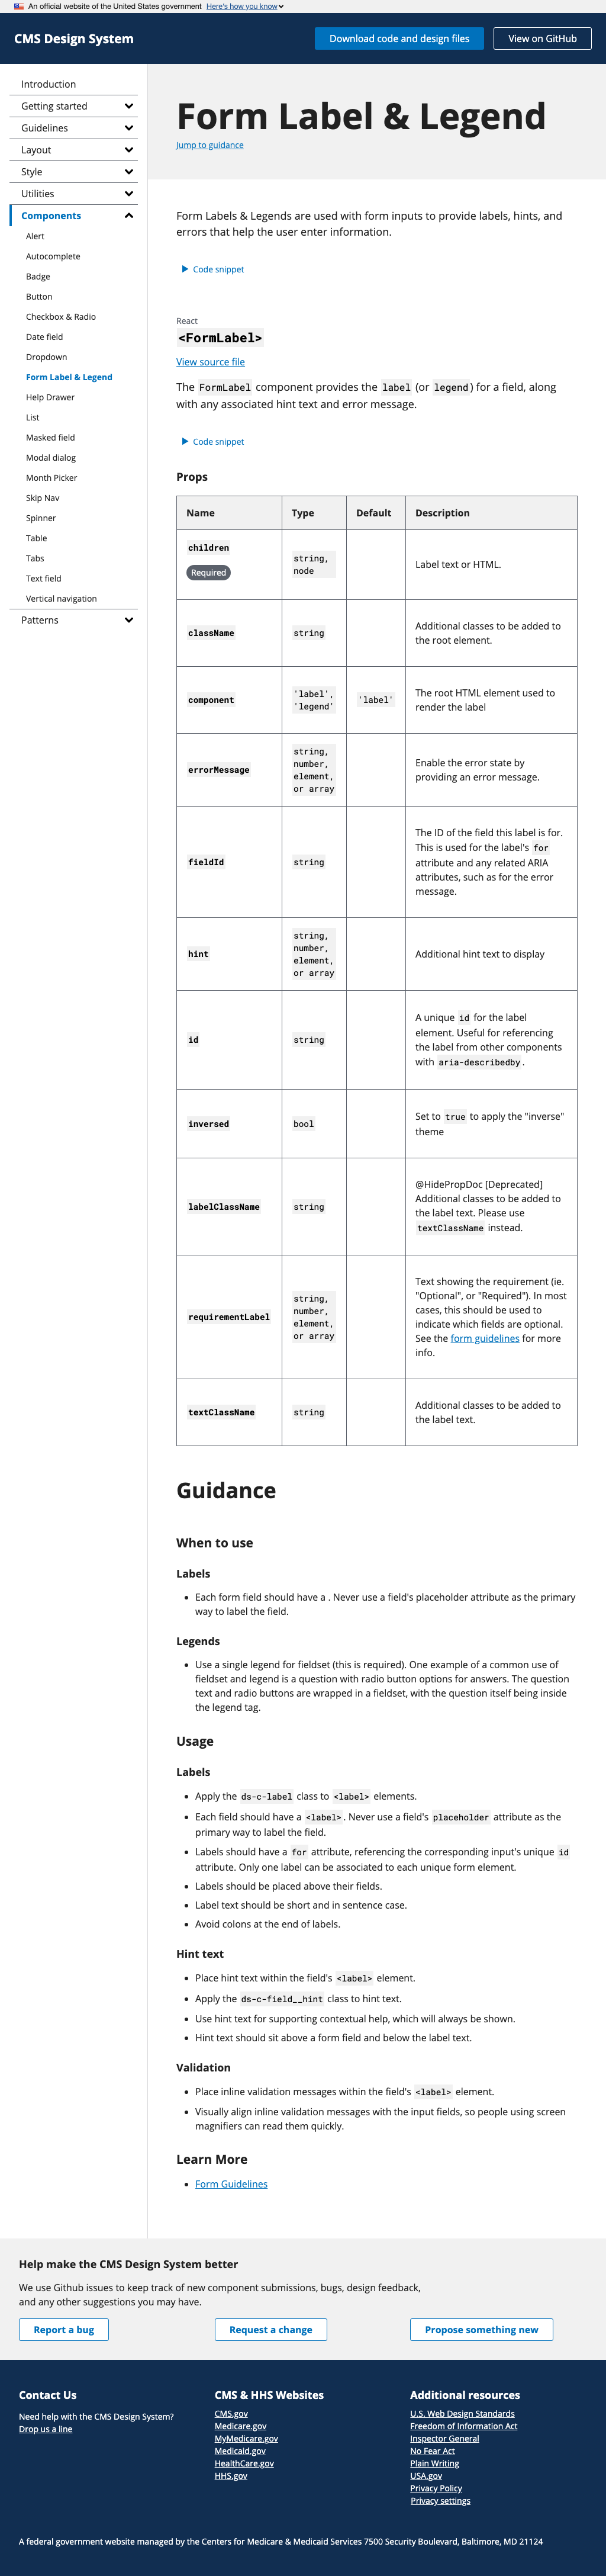 An official website of the United States government Here's how you know
CMS Design System
Download code and design files
View on GitHub
Introduction
Getting started
Guidelines
Layout
Style
Utilities
Components
Alert
Autocomplete
Badge
Button
Checkbox & Radio
Date field
Dropdown
Form Label & Legend
Help Drawer
List
Masked field
Modal dialog
Month Picker
Skip Nav
Spinner
Table
Tabs
Text field
Vertical navigation
Patterns
Form Label & Legend
Jump to guidance
Form Labels & Legends are used with form inputs to provide labels, hints, and
errors that help the user enter information.
Code snippet
React
<FormLabel>
View source file
The FormLabel component provides the label (or legend) for a field, along
with any associated hint text and error message.
Code snippet
Props
Name Type Default Description
children
Required
string,
node
Label text or HTML.
className
string
Additional classes to be added to
the root element.
component
'label',
'legend'
'label'
The root HTML element used to
render the label
errorMessage
string,
number,
element,
or array
Enable the error state by
providing an error message.
fieldId
string
The ID of the field this label is for.
This is used for the label's for
attribute and any related ARIA
attributes, such as for the error
message.
hint
string,
number,
element,
or array
Additional hint text to display
id
string
A unique id for the label
element. Useful for referencing
the label from other components
with aria-describedby.
inversed
bool
Set to true to apply the "inverse"
theme
labelClassName
string
@HidePropDoc [Deprecated]
Additional classes to be added to
the label text. Please use
textClassName instead.
requirementLabel
string,
number,
element,
or array
Text showing the requirement (ie.
"Optional", or "Required"). In most
cases, this should be used to
indicate which fields are optional.
See the form guidelines for more
info.
textClassName
string
Additional classes to be added to
the label text.
Guidance
When to use
Labels
Each form field should have a . Never use a field's placeholder attribute as the primary
way to label the field.
Legends
Use a single legend for fieldset (this is required). One example of a common use of
fieldset and legend is a question with radio button options for answers. The question
text and radio buttons are wrapped in a fieldset, with the question itself being inside
the legend tag.
Usage
Labels
Apply the ds-c-label class to <label> elements.
Each field should have a <label>. Never use a field's placeholder attribute as the
primary way to label the field.
Labels should have a for attribute, referencing the corresponding input's unique id
attribute. Only one label can be associated to each unique form element.
Labels should be placed above their fields.
Label text should be short and in sentence case.
Avoid colons at the end of labels.
Hint text
Place hint text within the field's <label> element.
Apply the ds-c-field__hint class to hint text.
Use hint text for supporting contextual help, which will always be shown.
Hint text should sit above a form field and below the label text.
Validation
Place inline validation messages within the field's <label> element.
Visually align inline validation messages with the input fields, so people using screen
magnifiers can read them quickly.
Learn More
Form Guidelines
Help make the CMS Design System better
We use Github issues to keep track of new component submissions, bugs, design feedback,
and any other suggestions you may have.
Report a bug
Request a change
Propose something new
Contact Us
Need help with the CMS Design System?
Drop us a line
CMS & HHS Websites
CMS.gov
Medicare.gov
MyMedicare.gov
Medicaid.gov
HealthCare.gov
HHS.gov
Additional resources
U.S. Web Design Standards
Freedom of Information Act
Inspector General
No Fear Act
Plain Writing
USA.gov
Privacy Policy
Privacy settings
A federal government website managed by the Centers for Medicare & Medicaid Services 7500 Security Boulevard, Baltimore, MD 21124